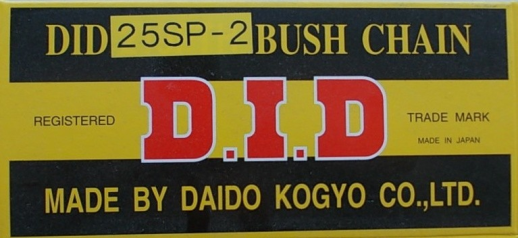 DID 25SP-2 BUSH CHAIN
REGISTERED D.I.D TRADE MARK
MADE IN JAPAN
MADE BY DAIDO KOGYO CO.,LTD.